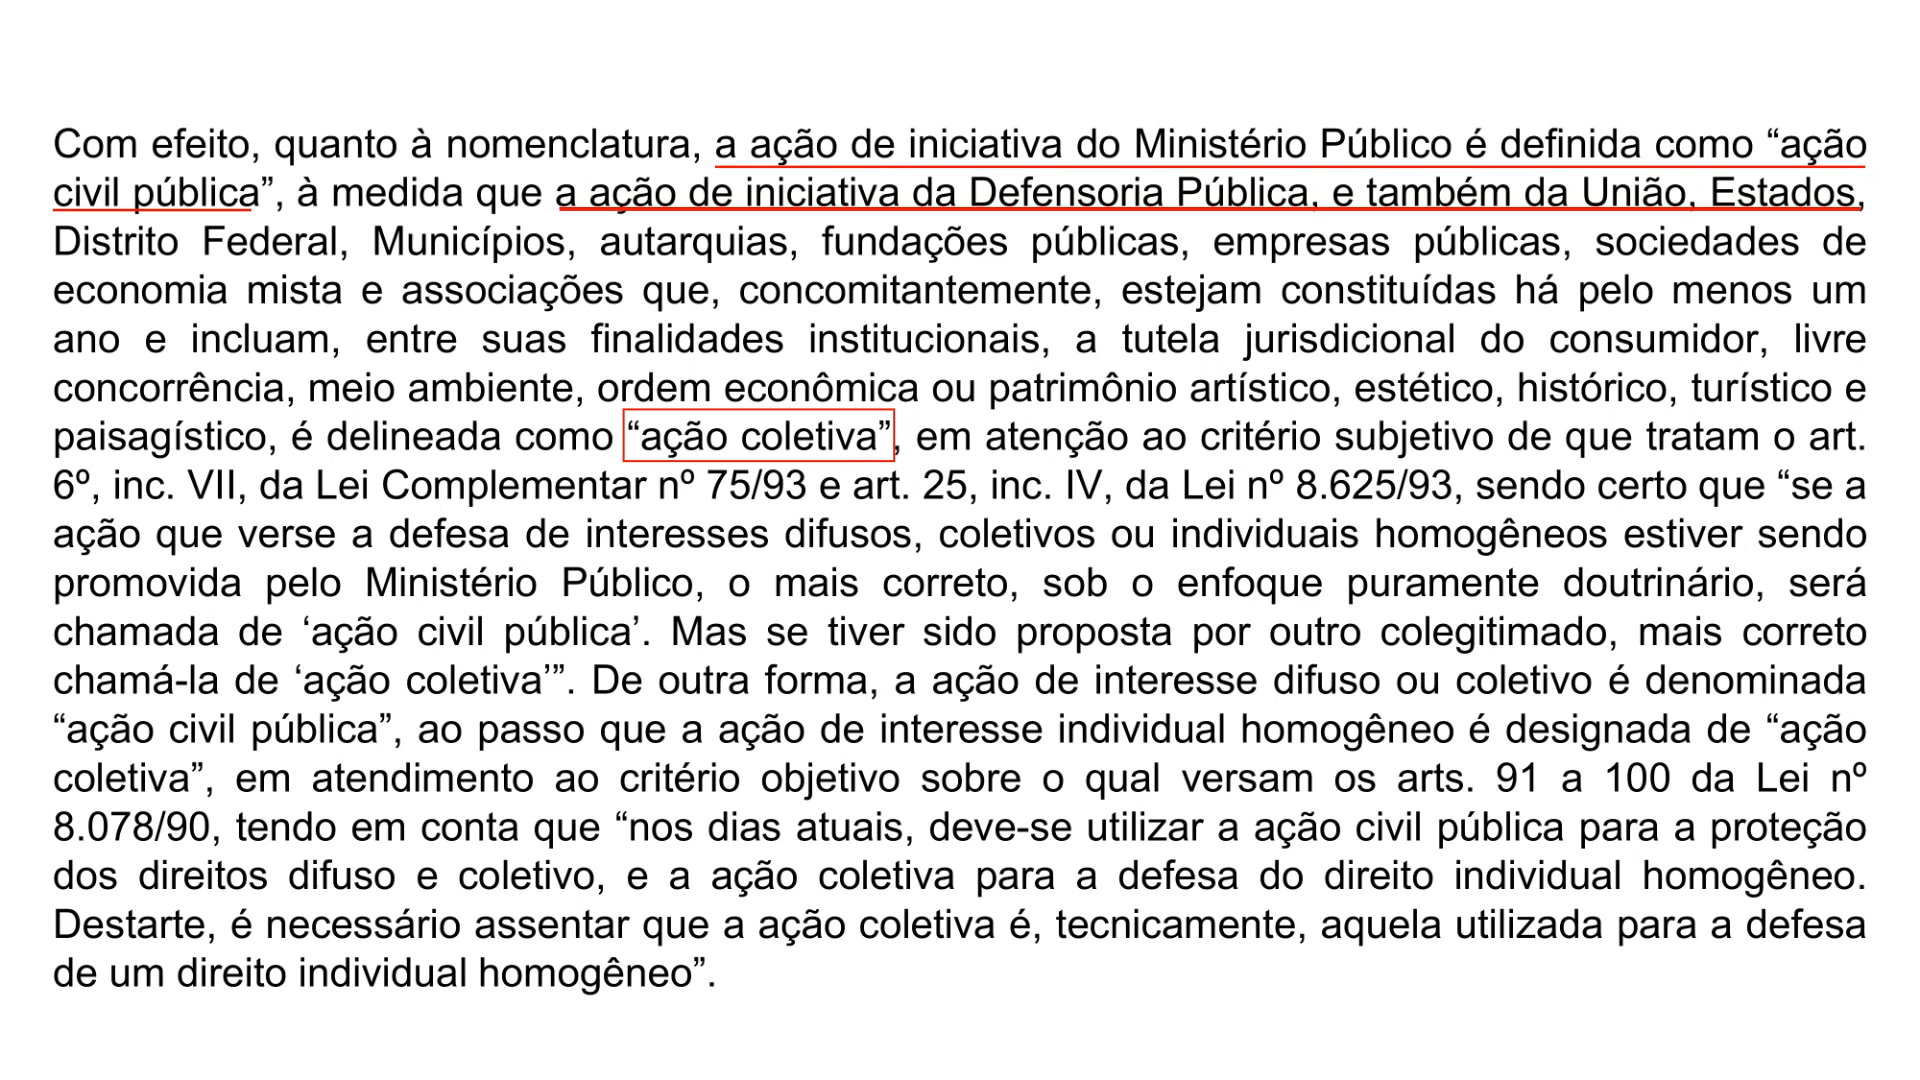 Com efeito, quanto à nomenclatura, a ação de iniciativa do Ministério Público é definida como “ação
civil pública”, à medida que a ação de iniciativa da Defensoria Pública, e também da União, Estados,
Distrito Federal, Municípios, autarquias, fundações públicas, empresas públicas, sociedades de
economia mista e associações que, concomitantemente, estejam constituídas há pelo menos um
ano e incluam, entre suas finalidades institucionais, a tutela jurisdicional do consumidor, livre
concorrência, meio ambiente, ordem econômica ou patrimônio artístico, estético, histórico, turístico e
paisagístico, é delineada como “ação coletiva”, em atenção ao critério subjetivo de que tratam o art.
6º, inc. VII, da Lei Complementar nº 75/93 e art. 25, inc. IV, da Lei nº 8.625/93, sendo certo que “se a
ação que verse a defesa de interesses difusos, coletivos ou individuais homogêneos estiver sendo
promovida pelo Ministério Público, o mais correto, sob o enfoque puramente doutrinário, será
chamada de ‘ação civil pública’. Mas se tiver sido proposta por outro colegitimado, mais correto
chamá-la de ‘ação coletiva’”. De outra forma, a ação de interesse difuso ou coletivo é denominada
“ação civil pública”, ao passo que a ação de interesse individual homogêneo é designada de “ação
coletiva”, em atendimento ao critério objetivo sobre o qual versam os arts. 91 a 100 da Lei nº
8.078/90, tendo em conta que “nos dias atuais, deve-se utilizar a ação civil pública para a proteção
dos direitos difuso e coletivo, e a ação coletiva para a defesa do direito individual homogêneo.
Destarte, é necessário assentar que a ação coletiva é, tecnicamente, aquela utilizada para a defesa
de um direito individual homogêneo”.